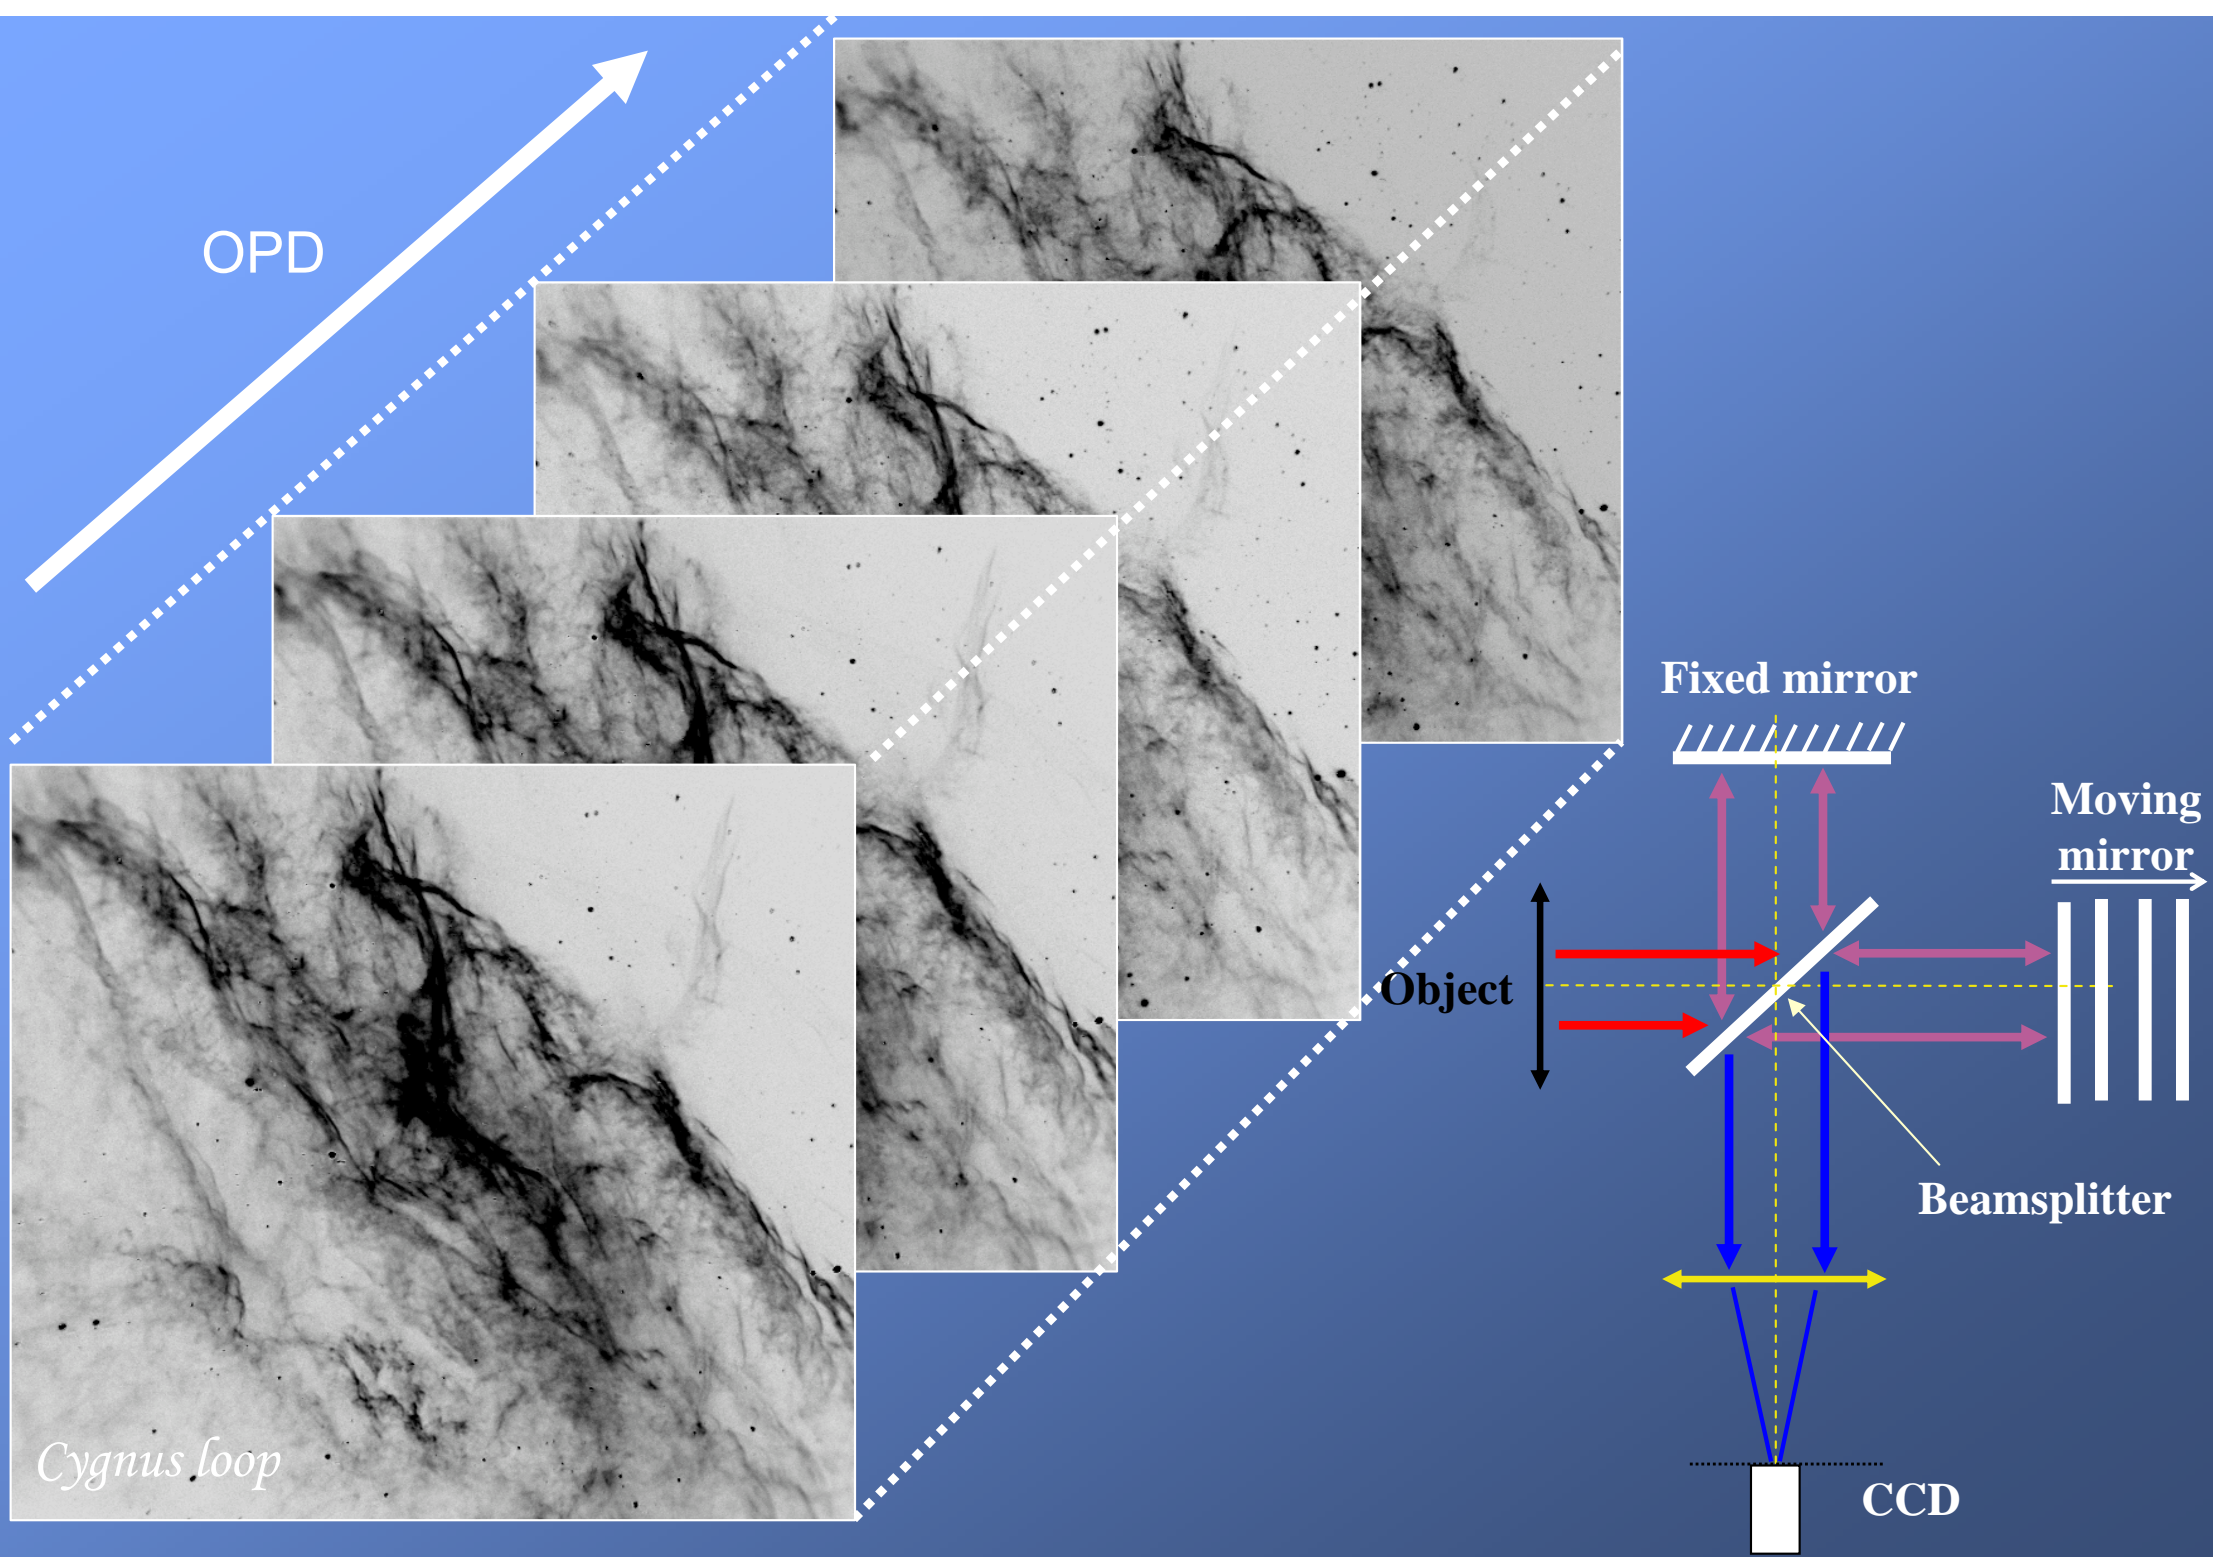 OPD
Fixed mirror
Moving
mirror
Object
Beamsplitter
Cygnus loop
CCD